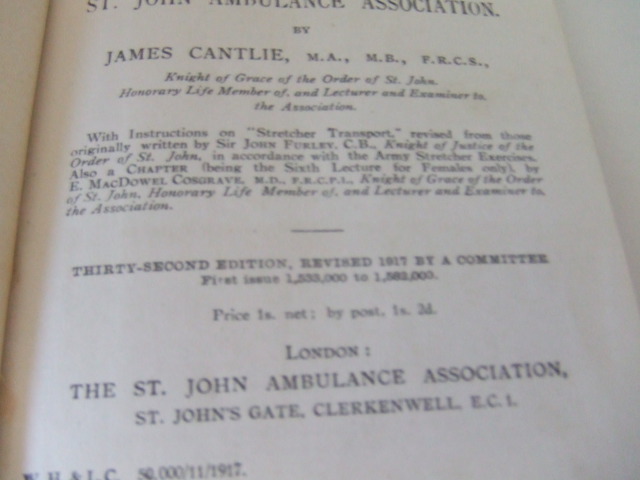 ST. JOHN AMBULANCE ASSOCIATION.
BY
JAMES CANTLIE, M.A., M.B., F.R.C.S.,
Knight of Grace of the Order of St. John.
Honorary Life Member of, and Lecturer and Examiner to,
the Association.
With Instructions on "Stretcher Transport," revised from those
originally written by Sir JOHN FURLEY, C.B., Knight of Justice of the
Order of St. John, in accordance with the Army Stretcher Exercises.
Also a CHAPTER (being the Sixth Lecture for Females only), by
E. MACDOWEL COSGRAVE, M.D., F.R.C.P.I., Knight of Grace of the Order
of St. John, Honorary Life Member of, and Lecturer and Examiner to,
the Association.
THIRTY-SECOND EDITION, REVISED 1917 BY A COMMITTEE
First issue 1,533,000 to 1,582,000.
Price 1s. net; by post, 1s. 2d.
LONDON:
THE ST. JOHN AMBULANCE ASSOCIATION,
ST. JOHN'S GATE, CLERKENWELL, E.C. 1.
W. H & L.C. 80,000/11/1917.